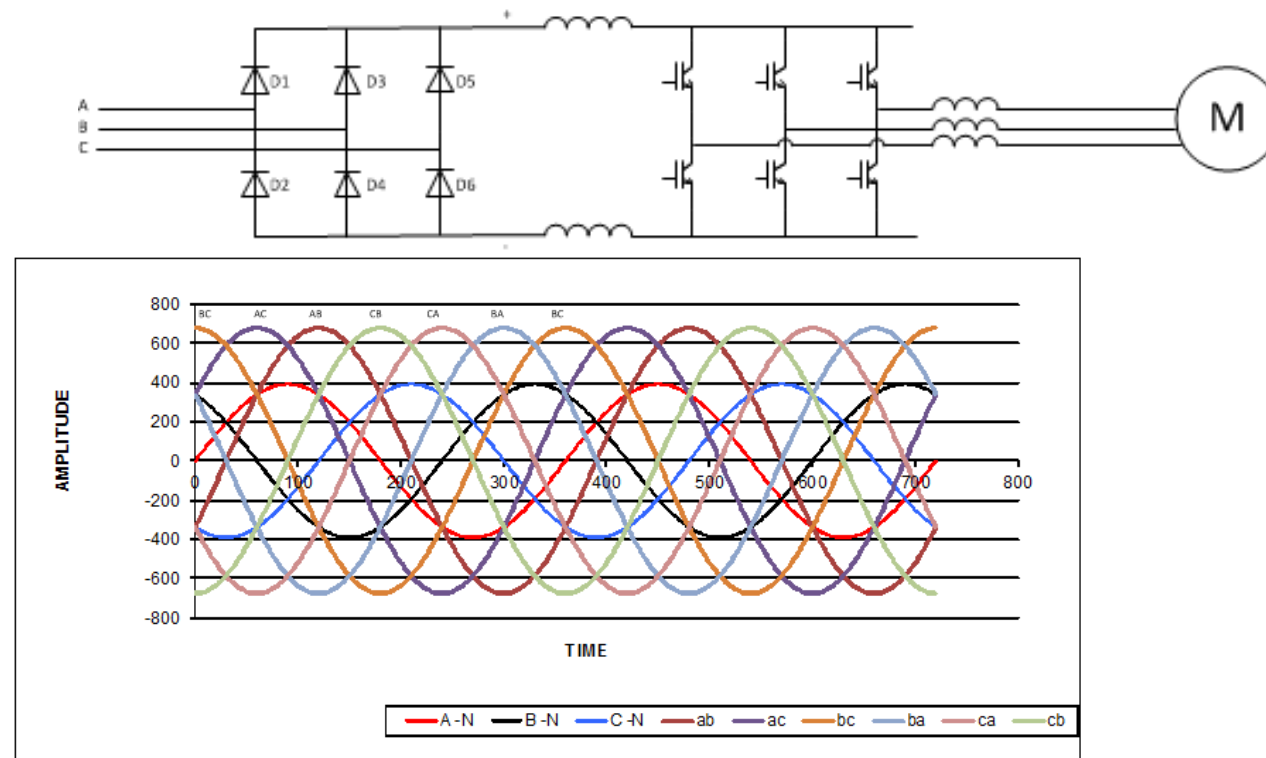 +
D1 D3 D5
A
B
C
M
D2 D4 D6
-
800
BC AC AB CB CA BA BC
600
400
200
0
0 100 200 300 400 500 600 700 800
-200
-400
-600
-800
AMPLITUDE
TIME
A -N B -N C -N ab ac bc ba ca cb